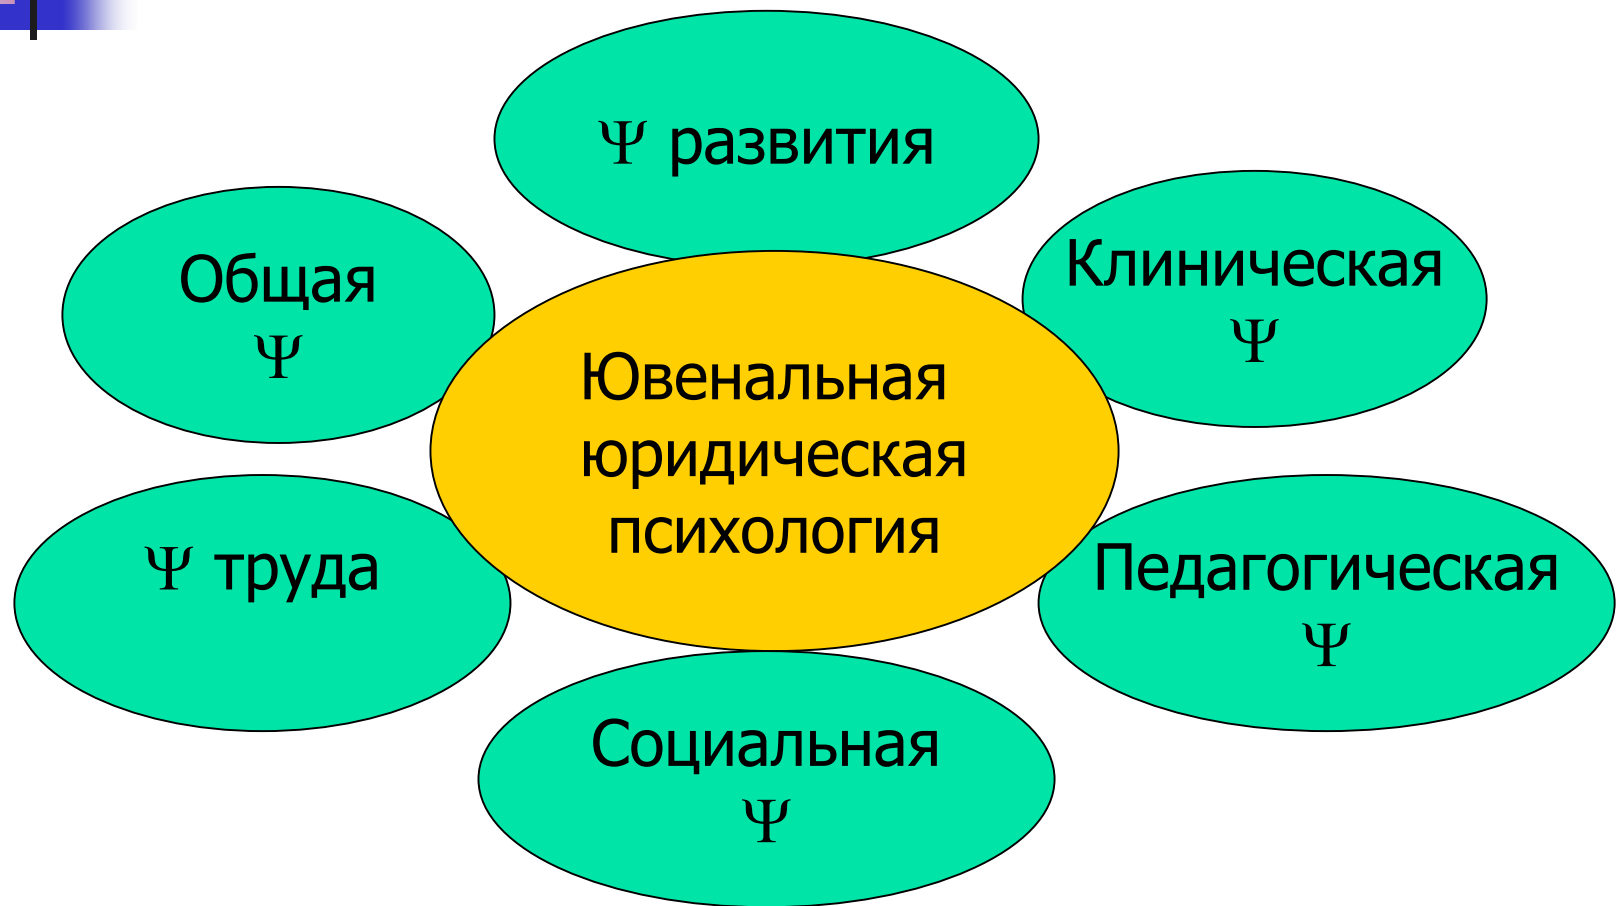 Ψ развития
Общая
Ψ
Клиническая
Ψ
Ювенальная
юридическая
психология
Ψ труда
Педагогическая
Ψ
Социальная
Ψ